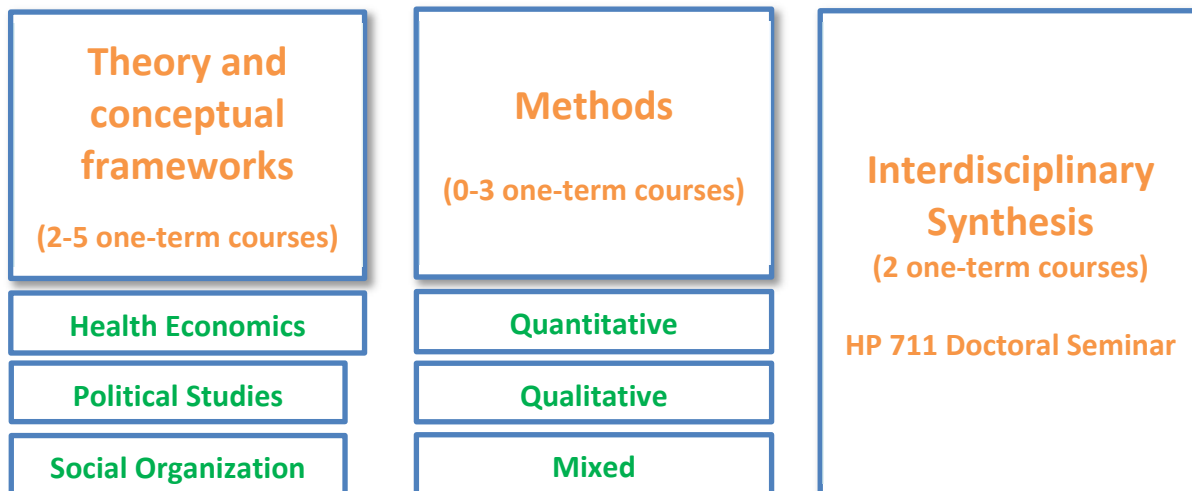 Theory and
conceptual
frameworks
(2-5 one-term courses)
Health Economics
Political Studies
Social Organization
Methods
(0-3 one-term courses)
Quantitative
Qualitative
Mixed
Interdisciplinary
Synthesis
(2 one-term courses)
HP 711 Doctoral Seminar